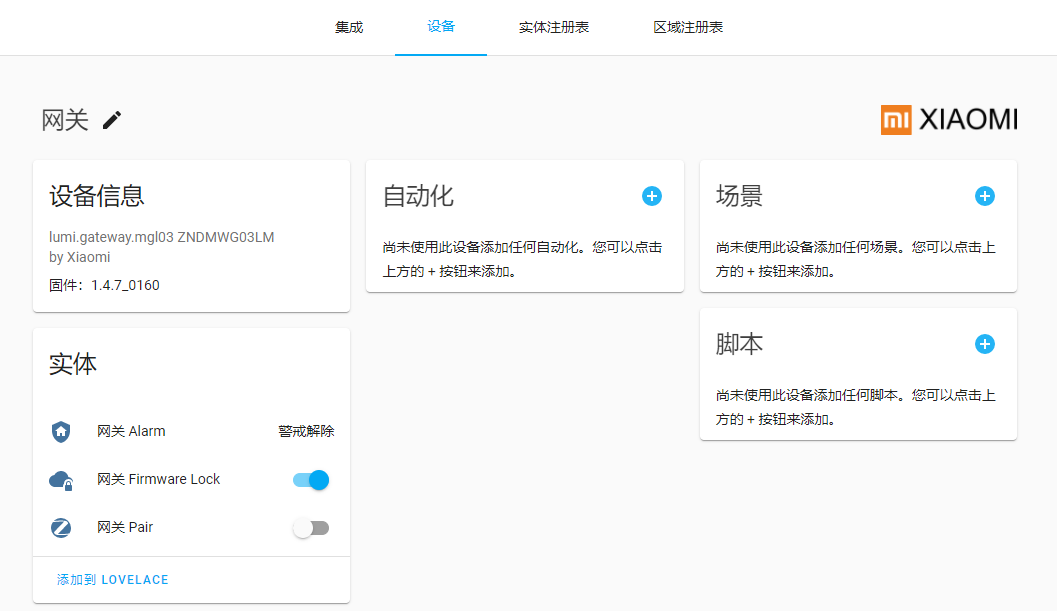 集成
设备
实体注册表
区域注册表
网关
mi XIAOMI
设备信息
lumi.gateway.mgl03 ZNDMWG03LM
by Xiaomi
固件：1.4.7_0160
实体
网关 Alarm
警戒解除
网关 Firmware Lock
网关 Pair
添加到 LOVELACE
自动化
尚未使用此设备添加任何自动化。您可以点击
上方的 + 按钮来添加。
场景
尚未使用此设备添加任何场景。您可以点击上
方的 + 按钮来添加。
脚本
尚未使用此设备添加任何脚本。您可以点击上
方的 + 按钮来添加。